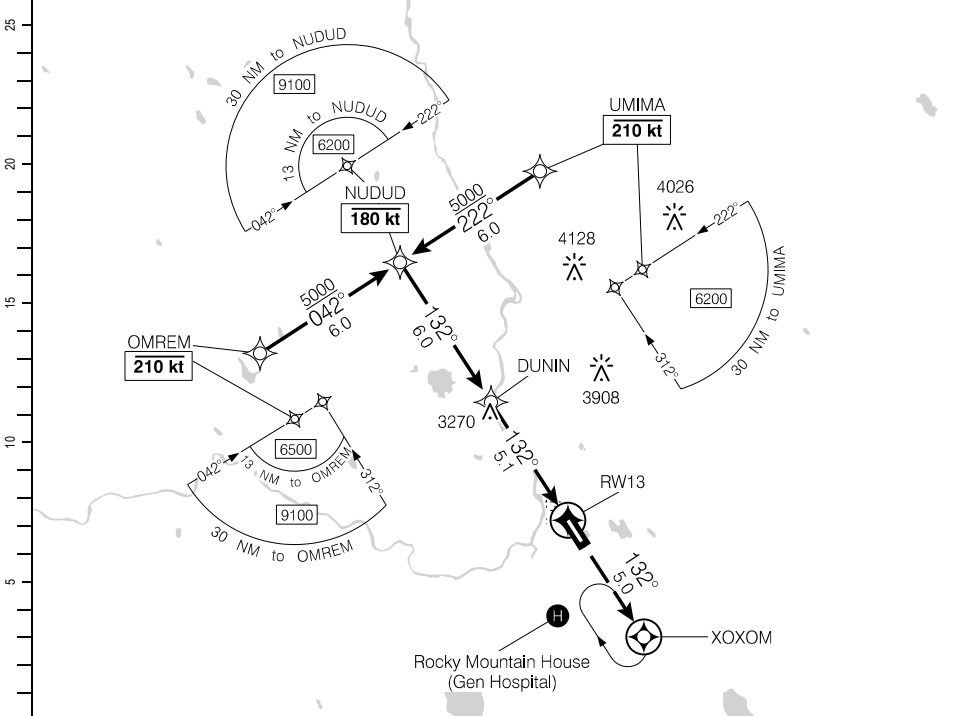 25
20
15
10
5
30 NM to NUDUD
9100
13 NM to NUDUD
6200
222°
042°
NUDUD
180 kt
UMIMA
210 kt
5000
222°
6.0
4026
4128
222°
6200
30 NM to UMIMA
312°
5000
042°
6.0
OMREM
210 kt
132°
6.0
DUNIN
3908
3270
042°
6500
13 NM to OMREM
312°
9100
30 NM to OMREM
132°
5.1
RW13
132°
5.0
H
XOXOM
Rocky Mountain House
(Gen Hospital)